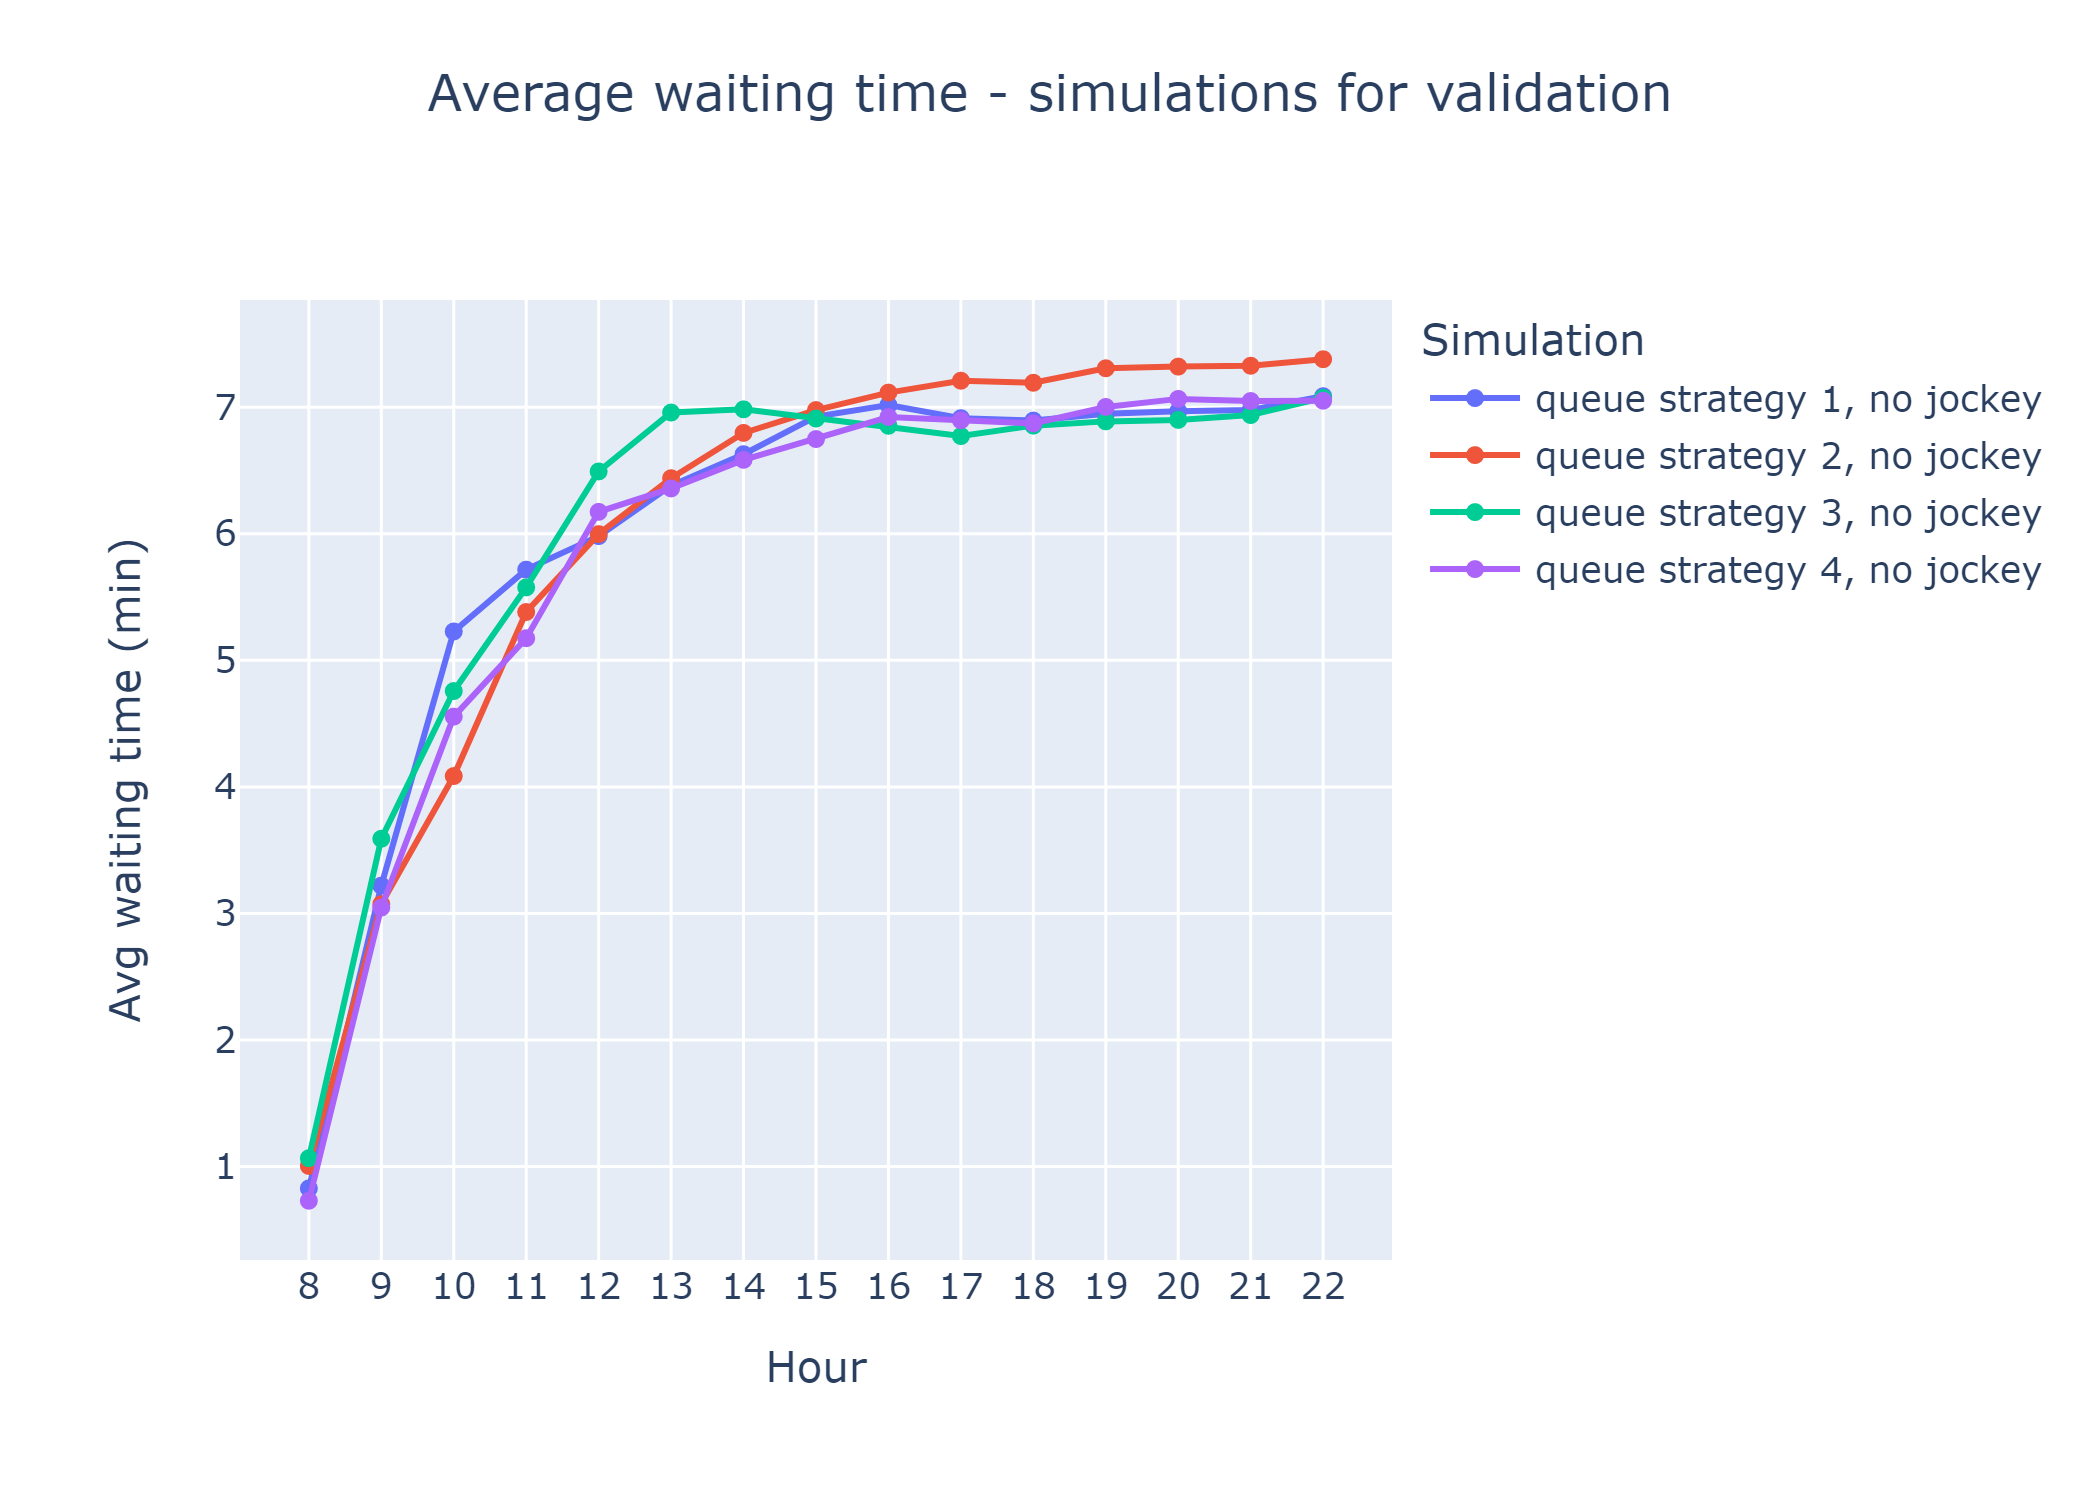 Average waiting time - simulations for validation
Avg waiting time (min)
7
6
5
4
3
2
1
8 9 10 11 12 13 14 15 16 17 18 19 20 21 22
Hour
Simulation
queue strategy 1, no jockey
queue strategy 2, no jockey
queue strategy 3, no jockey
queue strategy 4, no jockey